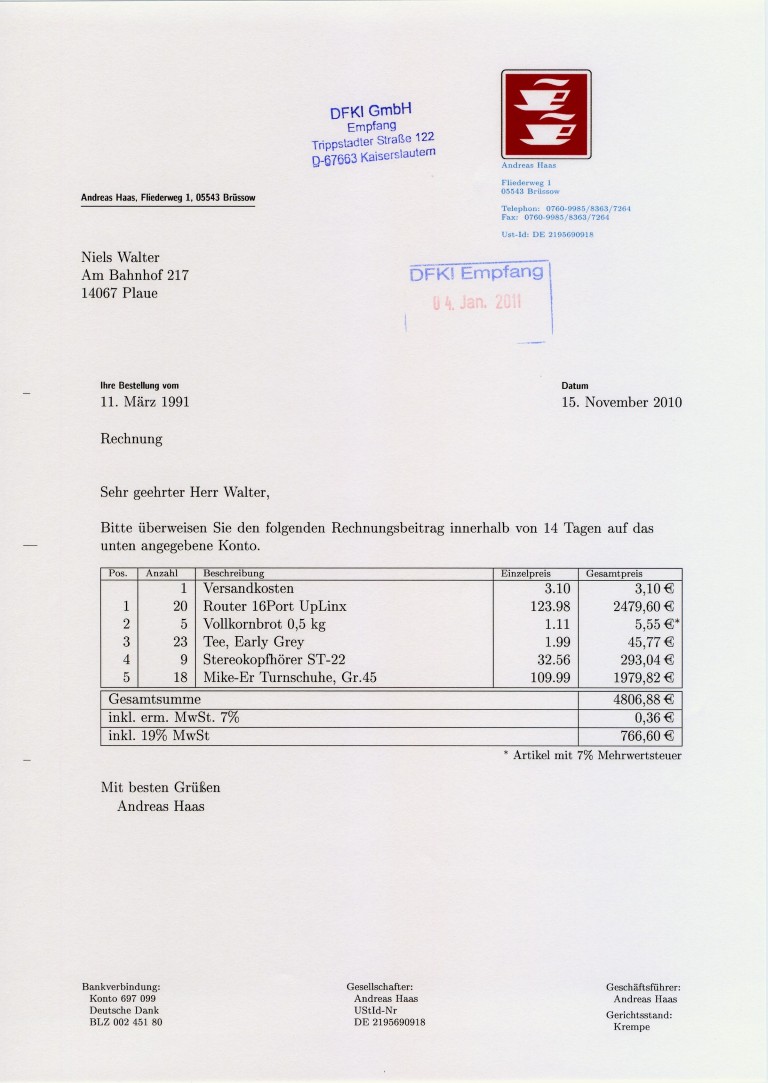 DFKI GmbH
Empfang
Trippstadter Straße 122
D-67663 Kaiserslautern
Andreas Haas
Fliederweg 1
05543 Brüssow
Telephon: 0760-9985/8363/7264
Fax: 0760-9985/8363/7264
Ust-Id: DE 2195690918
Andreas Haas, Fliederweg 1, 05543 Brüssow
Niels Walter
Am Bahnhof 217
14067 Plaue
DFKI Empfang
04. Jan. 2011
Ihre Bestellung vom Datum
11. März 1991 15. November 2010
Rechnung
Sehr geehrter Herr Walter,
Bitte überweisen Sie den folgenden Rechnungsbeitrag innerhalb von 14 Tagen auf das
unten angegebene Konto.
Pos. Anzahl Beschreibung Einzelpreis Gesamtpreis
1 Versandkosten 3.10 3,10 €
1 20 Router 16Port UpLinx 123.98 2479,60 €
2 5 Vollkornbrot 0,5 kg 1.11 5,55 €*
3 23 Tee, Early Grey 1.99 45,77 €
4 9 Stereokopfhörer ST-22 32.56 293,04 €
5 18 Mike-Er Turnschuhe, Gr.45 109.99 1979,82 €
Gesamtsumme 4806,88 €
inkl. erm. MwSt. 7% 0,36 €
inkl. 19% MwSt 766,60 €
* Artikel mit 7% Mehrwertsteuer
Mit besten Grüßen
Andreas Haas
Bankverbindung: Gesellschafter: Geschäftsführer:
Konto 697 099 Andreas Haas Andreas Haas
Deutsche Dank UStId-Nr Gerichtsstand:
BLZ 002 451 80 DE 2195690918 Krempe